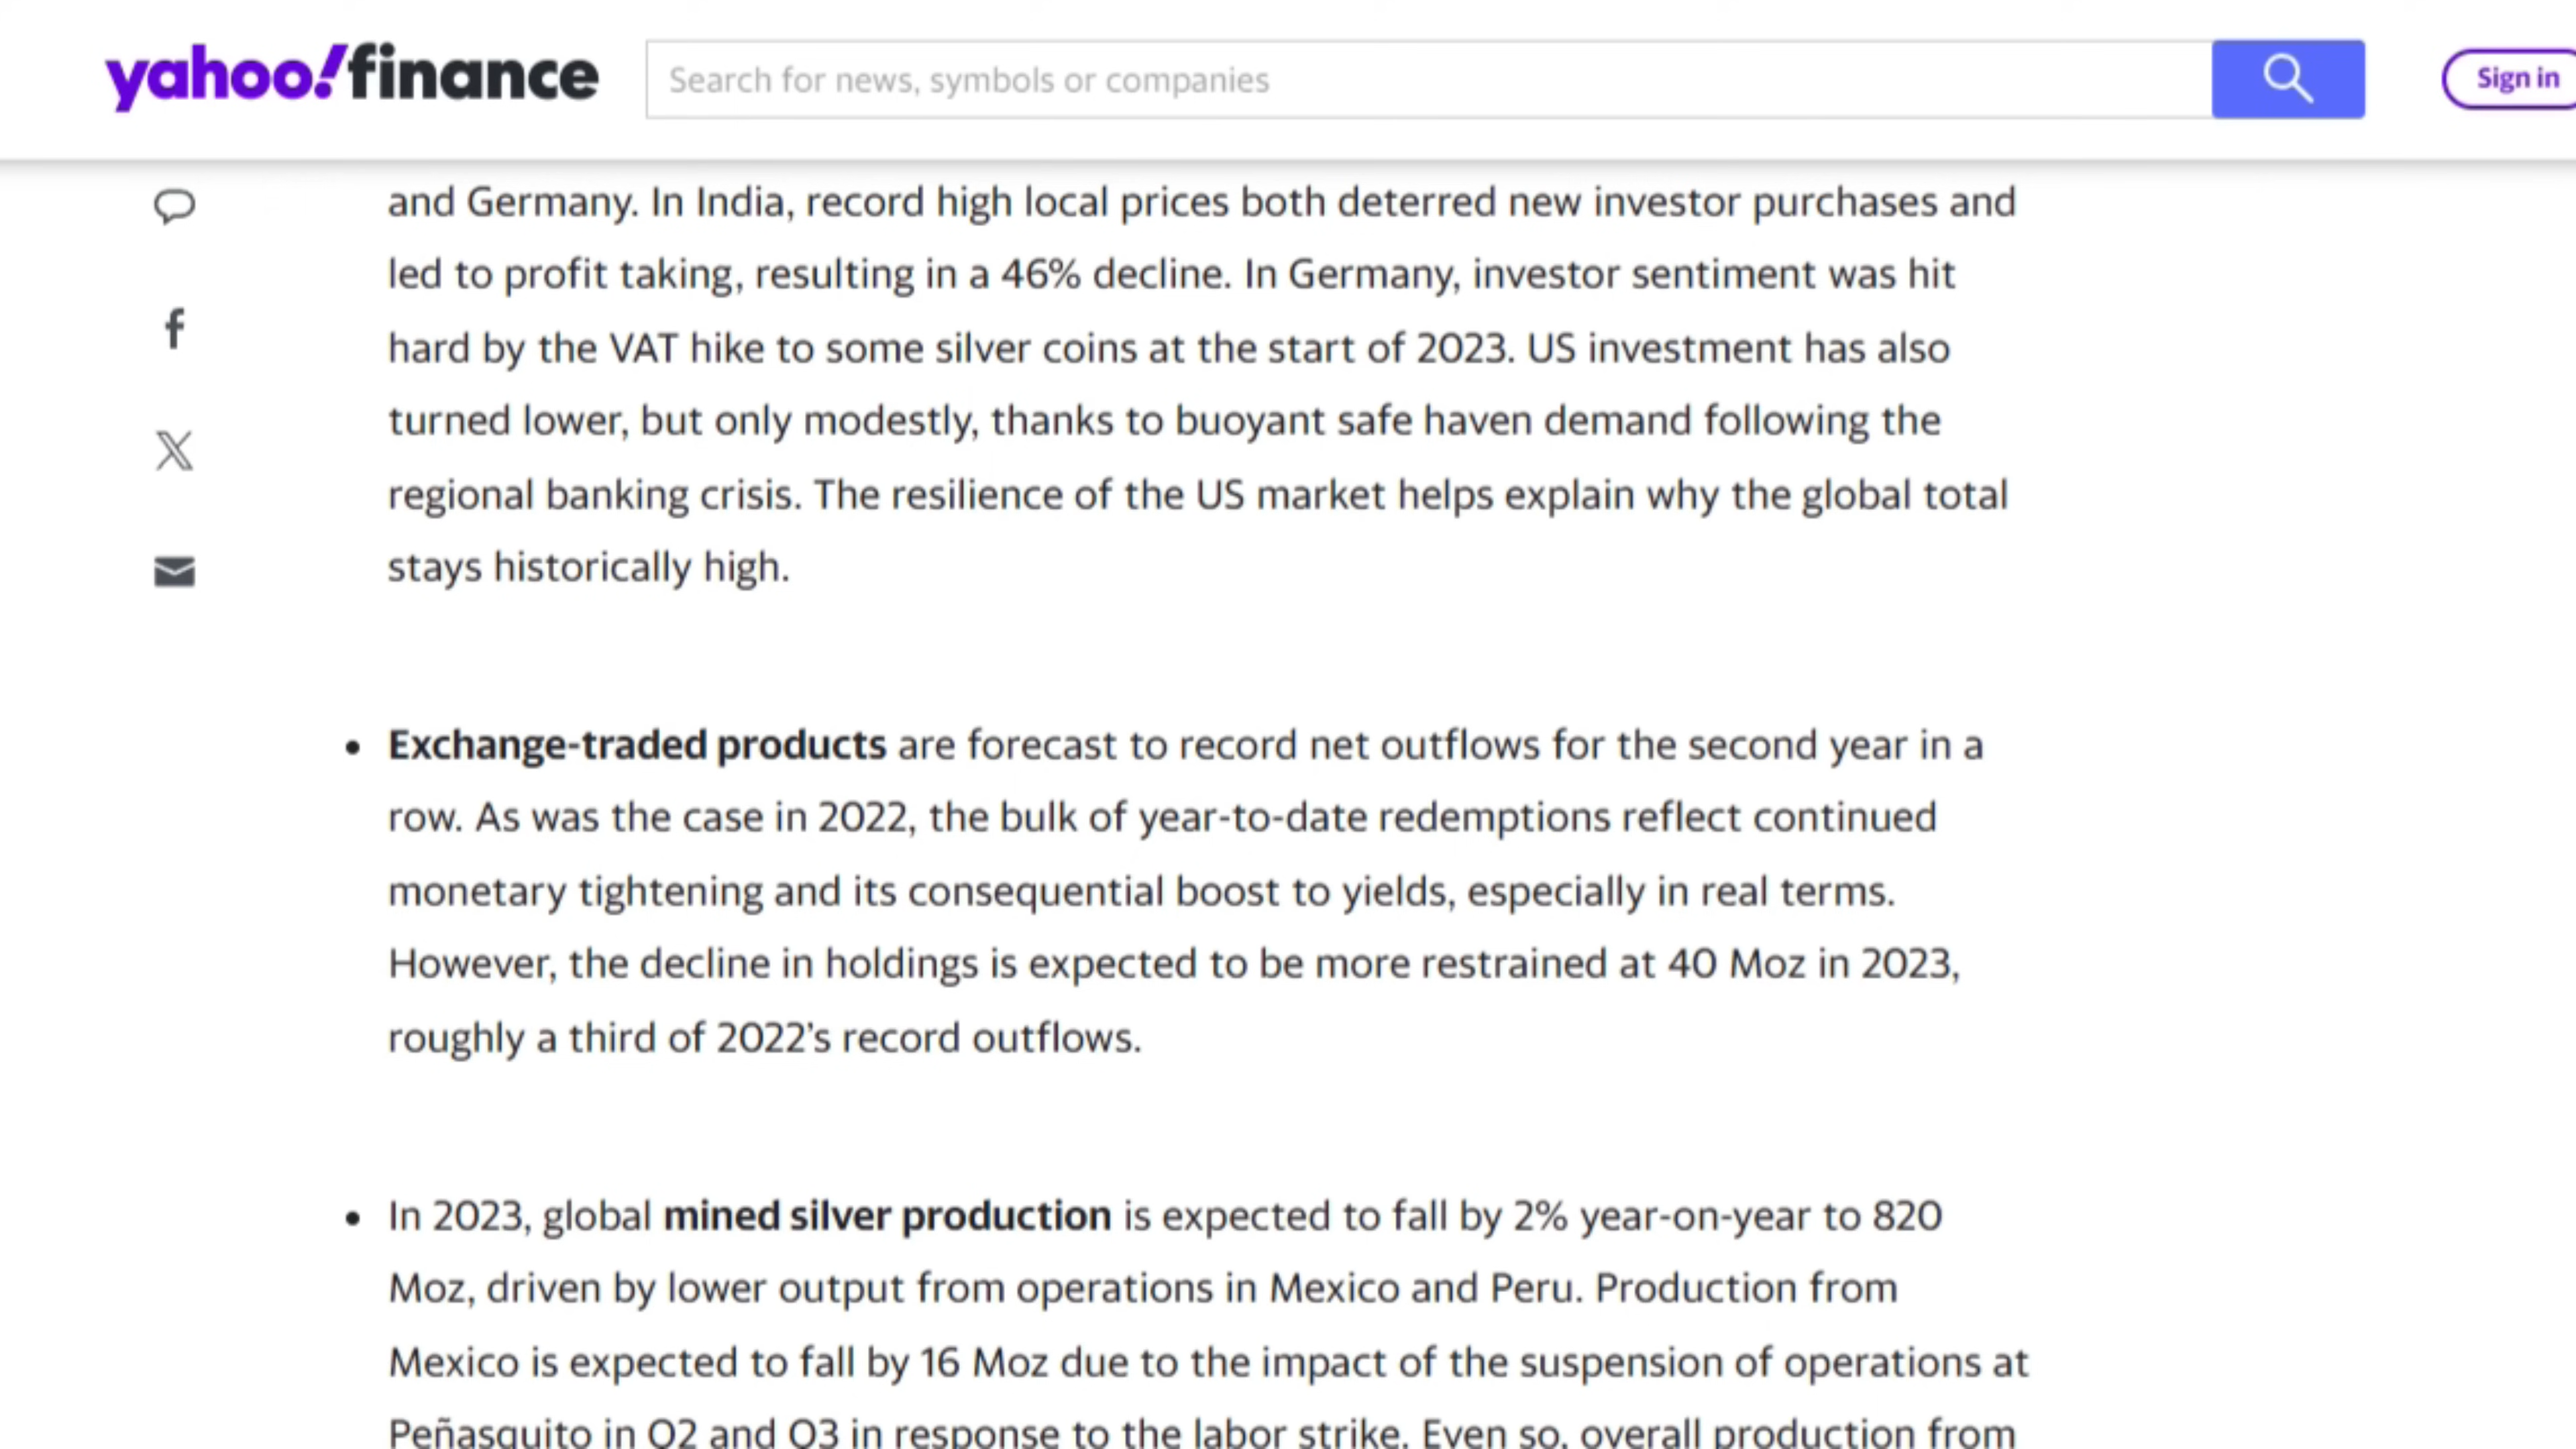 yahoo!finance
Search for news, symbols or companies
Sign in
and Germany. In India, record high local prices both deterred new investor purchases and
led to profit taking, resulting in a 46% decline. In Germany, investor sentiment was hit
hard by the VAT hike to some silver coins at the start of 2023. US investment has also
turned lower, but only modestly, thanks to buoyant safe haven demand following the
regional banking crisis. The resilience of the US market helps explain why the global total
stays historically high.
• Exchange-traded products are forecast to record net outflows for the second year in a
row. As was the case in 2022, the bulk of year-to-date redemptions reflect continued
monetary tightening and its consequential boost to yields, especially in real terms.
However, the decline in holdings is expected to be more restrained at 40 Moz in 2023,
roughly a third of 2022’s record outflows.
• In 2023, global mined silver production is expected to fall by 2% year-on-year to 820
Moz, driven by lower output from operations in Mexico and Peru. Production from
Mexico is expected to fall by 16 Moz due to the impact of the suspension of operations at
Peñasquito in Q2 and Q3 in response to the labor strike. Even so, overall production from